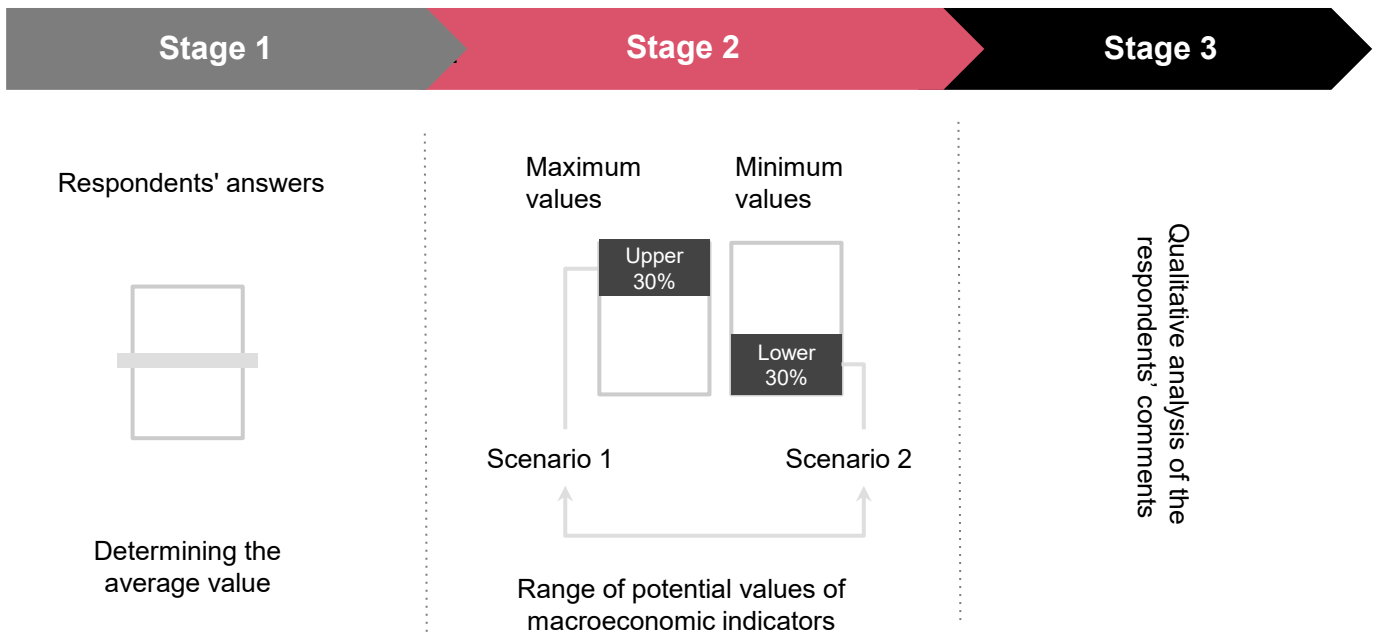 Stage 1
Stage 2
Stage 3
Respondents' answers
Determining the
average value
Maximum
values
Minimum
values
Upper
30%
Lower
30%
Scenario 1
Scenario 2
Range of potential values of
macroeconomic indicators
Qualitative analysis of the
respondents’ comments